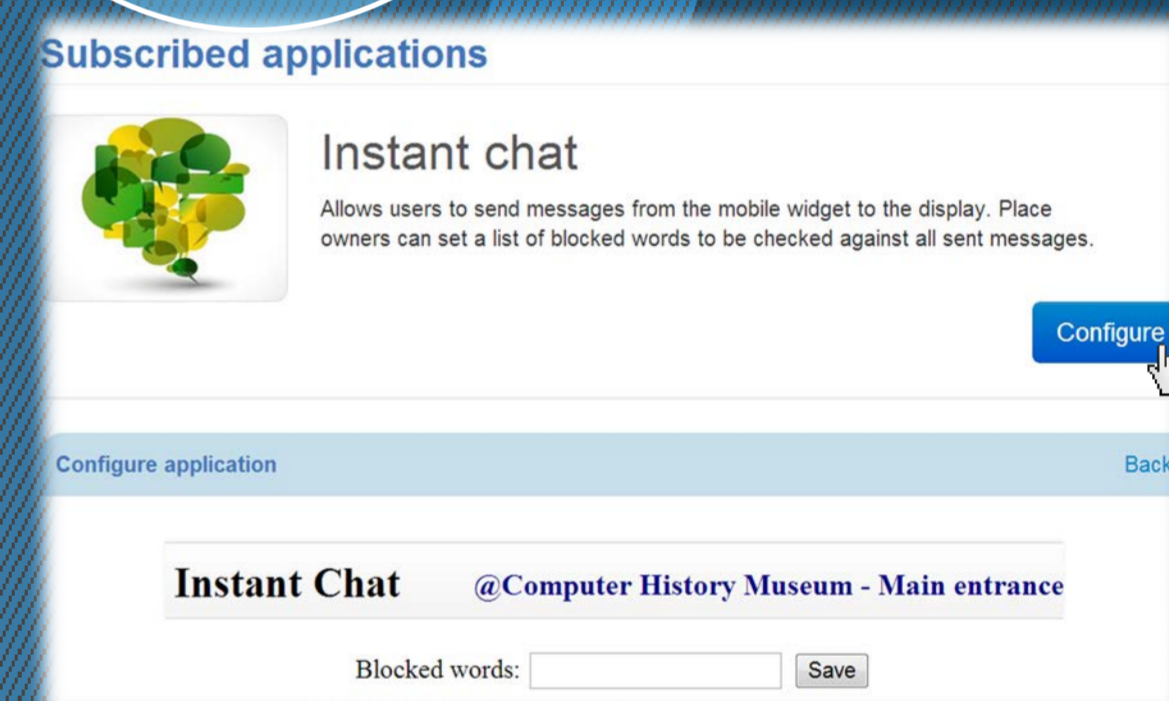 Subscribed applications
Instant chat
Allows users to send messages from the mobile widget to the display. Place
owners can set a list of blocked words to be checked against all sent messages.
Configure
Configure application
Back
Instant Chat @Computer History Museum - Main entrance
Blocked words: Save